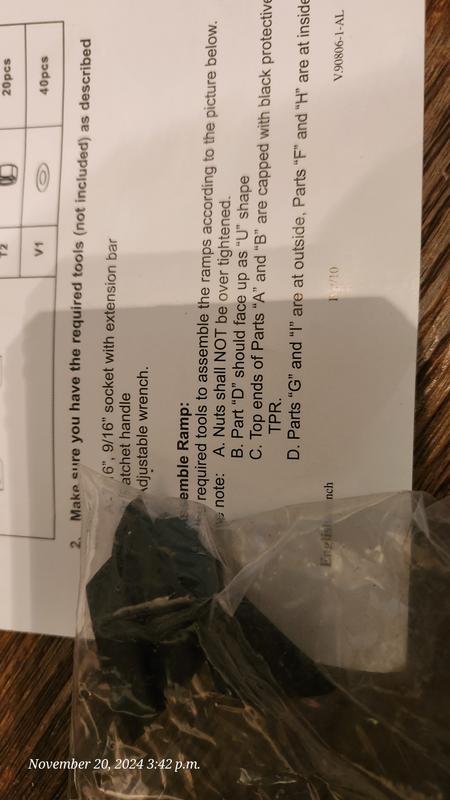 T2
20pcs
V1
40pcs
2. Make sure you have the required tools (not included) as described
6", 9/16" socket with extension bar
atchet handle
djustable wrench.
emble Ramp:
required tools to assemble the ramps according to the picture below.
note: A. Nuts shall NOT be over tightened.
B. Part "D" should face up as "U" shape
C. Top ends of Parts "A" and "B" are capped with black protective
TPR.
D. Parts "G" and "I" are at outside, Parts "F" and "H" are at inside
English nch
V.90806-1-AL
November 20, 2024 3:42 p.m.